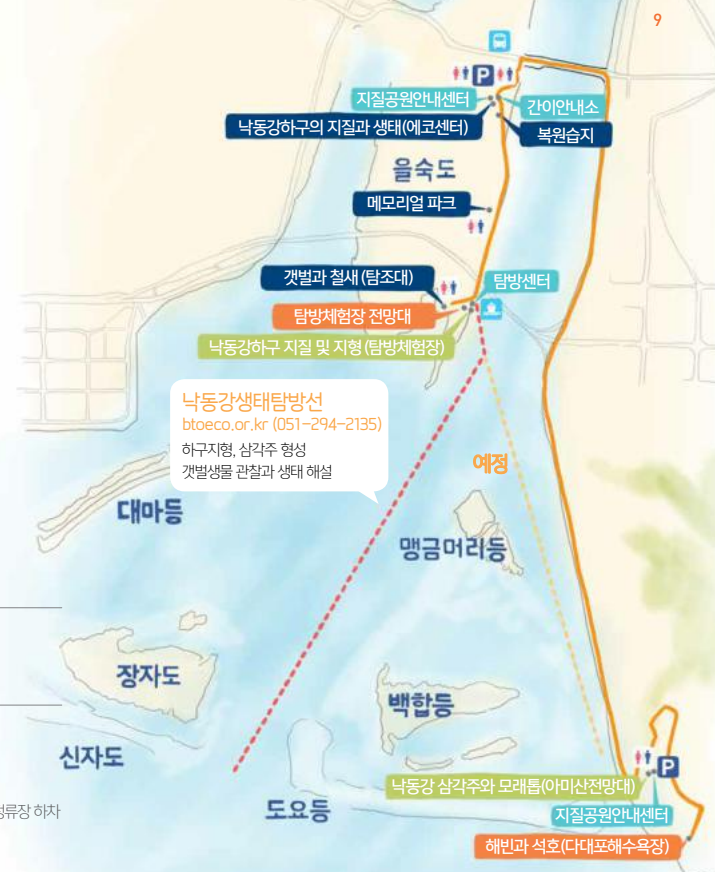 9
P
지질공원안내센터
간이안내소
낙동강하구의 지질과 생태(에코센터)
복원습지
을숙도
메모리얼 파크
갯벌과 철새 (탐조대)
탐방센터
탐방체험장 전망대
낙동강하구 지질 및 지형 (탐방체험장)
낙동강생태탐방선
btoeco.or.kr (051-294-2135)
하구지형, 삼각주 형성
갯벌생물 관찰과 생태 해설
예정
대마등
맹금머리등
장자도
백합등
신자도
P
낙동강 삼각주와 모래톱(아미산전망대)
정류장 하차
도요등
지질공원안내센터
해빈과 석호(다대포해수욕장)